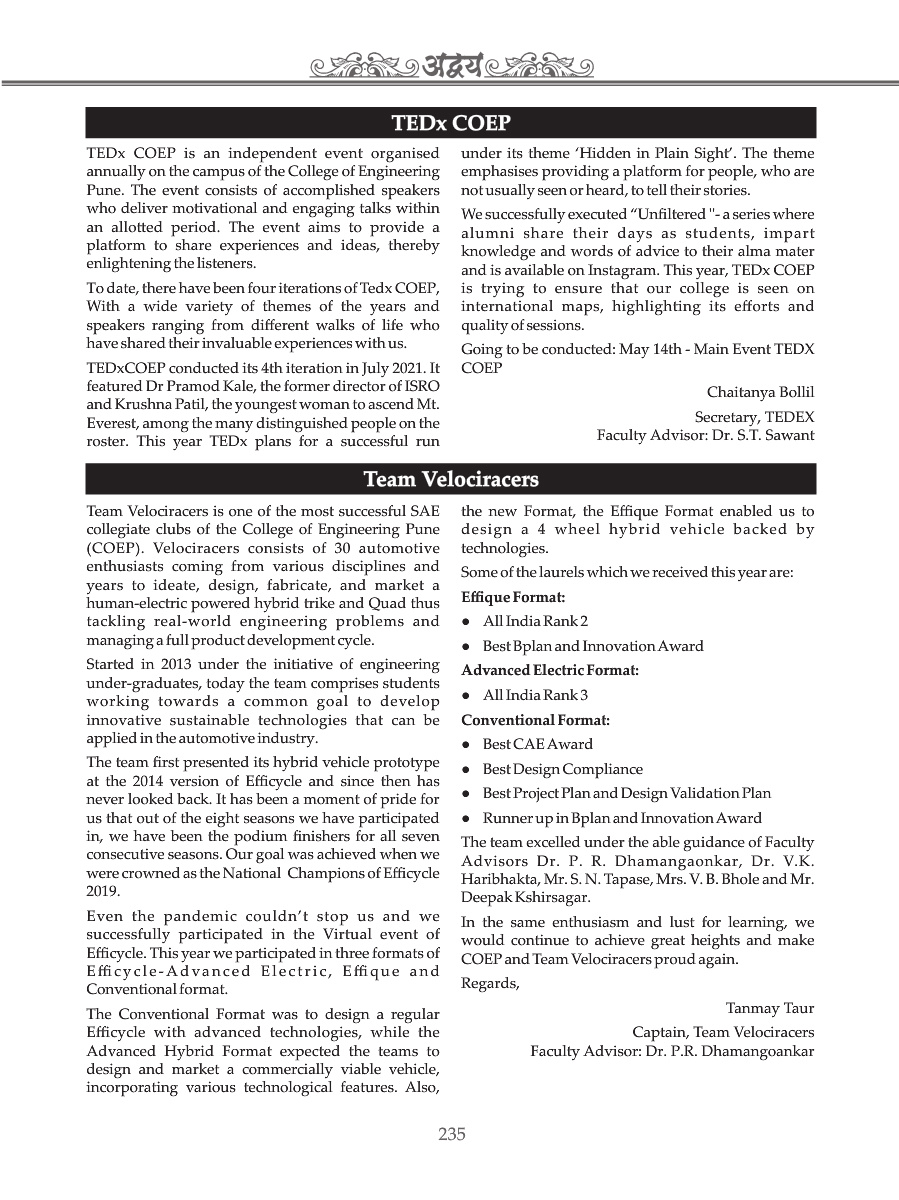 अद्वय
TEDx COEP
TEDx COEP is an independent event organised
annually on the campus of the College of Engineering
Pune. The event consists of accomplished speakers
who deliver motivational and engaging talks within
an allotted period. The event aims to provide a
platform to share experiences and ideas, thereby
enlightening the listeners.
To date, there have been four iterations of Tedx COEP,
With a wide variety of themes of the years and
speakers ranging from different walks of life who
have shared their invaluable experiences with us.
TEDxCOEP conducted its 4th iteration in July 2021. It
featured Dr Pramod Kale, the former director of ISRO
and Krushna Patil, the youngest woman to ascend Mt.
Everest, among the many distinguished people on the
roster. This year TEDx plans for a successful run
under its theme ‘Hidden in Plain Sight’. The theme
emphasises providing a platform for people, who are
not usually seen or heard, to tell their stories.
We successfully executed “Unfiltered "- a series where
alumni share their days as students, impart
knowledge and words of advice to their alma mater
and is available on Instagram. This year, TEDx COEP
is trying to ensure that our college is seen on
international maps, highlighting its efforts and
quality of sessions.
Going to be conducted: May 14th - Main Event TEDX
COEP
Chaitanya Bollil
Secretary, TEDEX
Faculty Advisor: Dr. S.T. Sawant
Team Velociracers
Team Velociracers is one of the most successful SAE
collegiate clubs of the College of Engineering Pune
(COEP). Velociracers consists of 30 automotive
enthusiasts coming from various disciplines and
years to ideate, design, fabricate, and market a
human-electric powered hybrid trike and Quad thus
tackling real-world engineering problems and
managing a full product development cycle.
Started in 2013 under the initiative of engineering
under-graduates, today the team comprises students
working towards a common goal to develop
innovative sustainable technologies that can be
applied in the automotive industry.
The team first presented its hybrid vehicle prototype
at the 2014 version of Efficycle and since then has
never looked back. It has been a moment of pride for
us that out of the eight seasons we have participated
in, we have been the podium finishers for all seven
consecutive seasons. Our goal was achieved when we
were crowned as the National Champions of Efficycle
2019.
Even the pandemic couldn’t stop us and we
successfully participated in the Virtual event of
Efficycle. This year we participated in three formats of
Efficycle-Advanced Electric, Effique and
Conventional format.
The Conventional Format was to design a regular
Efficycle with advanced technologies, while the
Advanced Hybrid Format expected the teams to
design and market a commercially viable vehicle,
incorporating various technological features. Also,
the new Format, the Effique Format enabled us to
design a 4 wheel hybrid vehicle backed by
technologies.
Some of the laurels which we received this year are:
Effique Format:
● All India Rank 2
● Best Bplan and Innovation Award
Advanced Electric Format:
● All India Rank 3
Conventional Format:
● Best CAE Award
● Best Design Compliance
● Best Project Plan and Design Validation Plan
● Runner up in Bplan and Innovation Award
The team excelled under the able guidance of Faculty
Advisors Dr. P. R. Dhamangaonkar, Dr. V.K.
Haribhakta, Mr. S. N. Tapase, Mrs. V. B. Bhole and Mr.
Deepak Kshirsagar.
In the same enthusiasm and lust for learning, we
would continue to achieve great heights and make
COEP and Team Velociracers proud again.
Regards,
Tanmay Taur
Captain, Team Velociracers
Faculty Advisor: Dr. P.R. Dhamangoankar
235